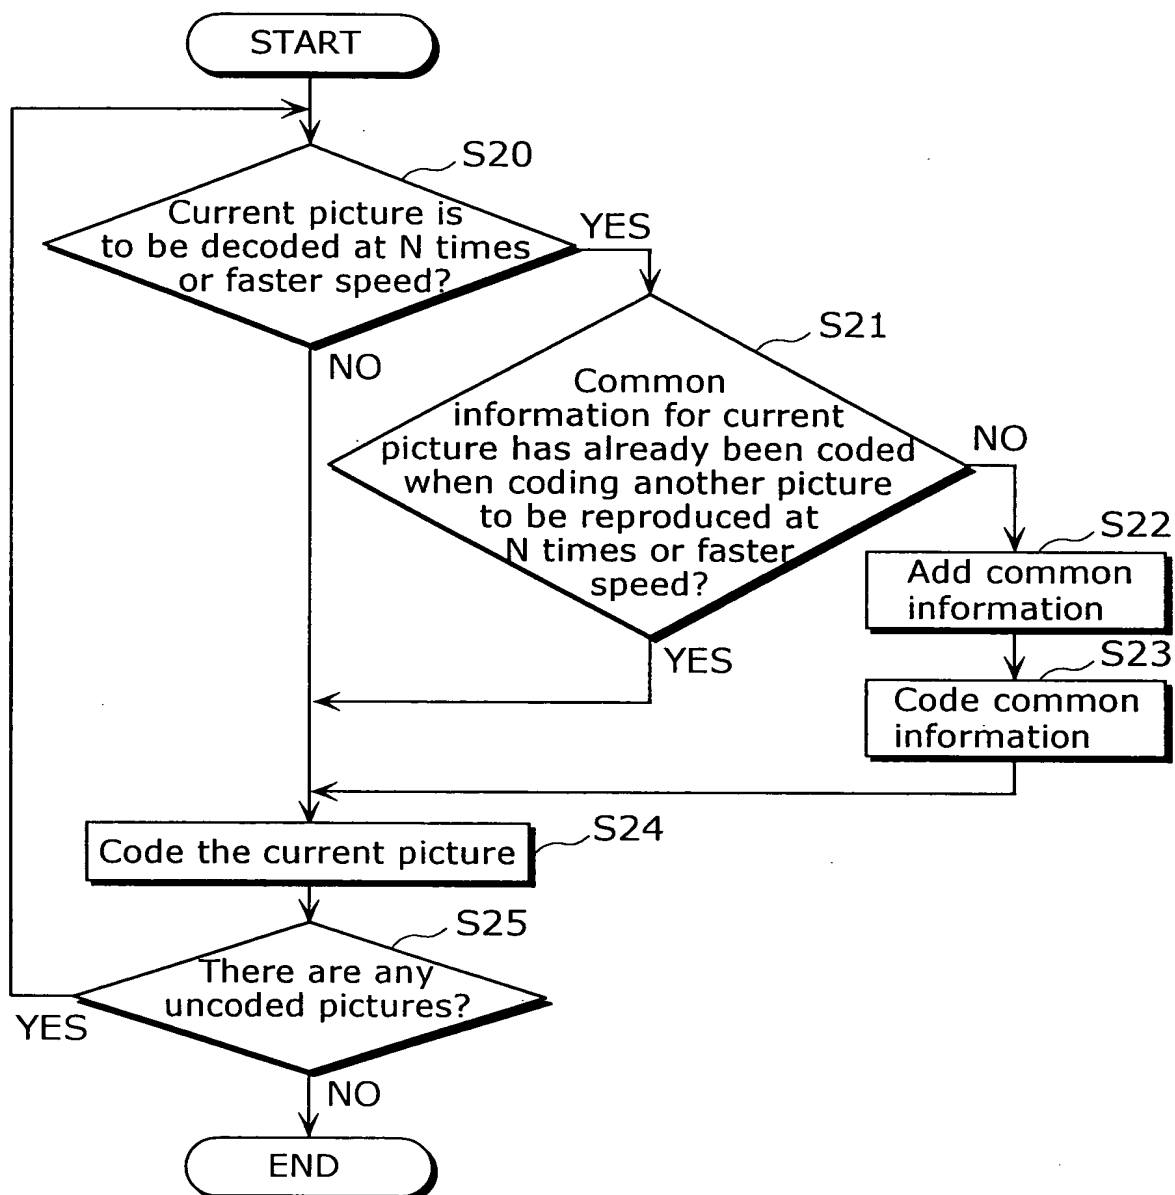 START
S20
Current picture is
to be decoded at N times
or faster speed?
YES
NO
S21
Common
information for current
picture has already been coded
when coding another picture
to be reproduced at
N times or faster
speed?
NO
YES
S22
Add common
information
S23
Code common
information
S24
Code the current picture
S25
There are any
uncoded pictures?
YES
NO
END